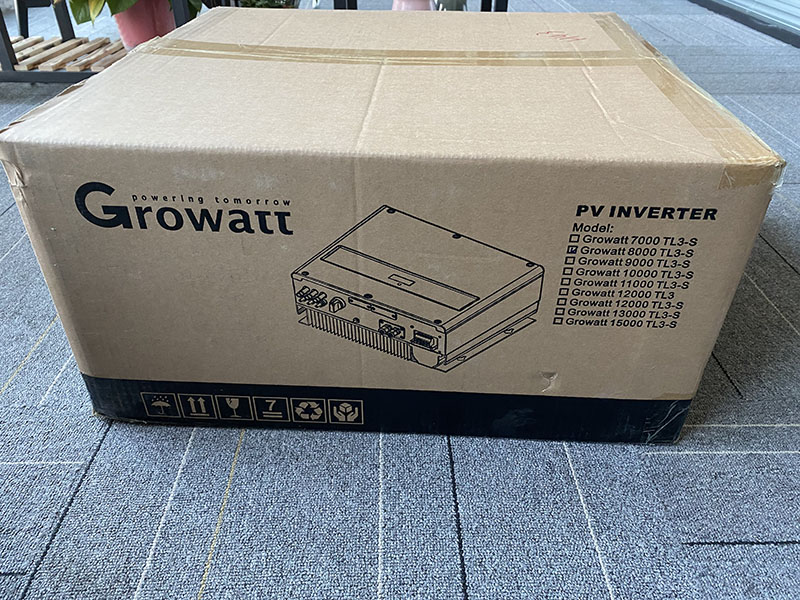 powering tomorrow
Growatt
PV INVERTER
Model:
Growatt 7000 TL3-S
Growatt 8000 TL3-S
Growatt 9000 TL3-S
Growatt 10000 TL3-S
Growatt 11000 TL3-S
Growatt 12000 TL3
Growatt 12000 TL3-S
Growatt 13000 TL3-S
Growatt 15000 TL3-S
7